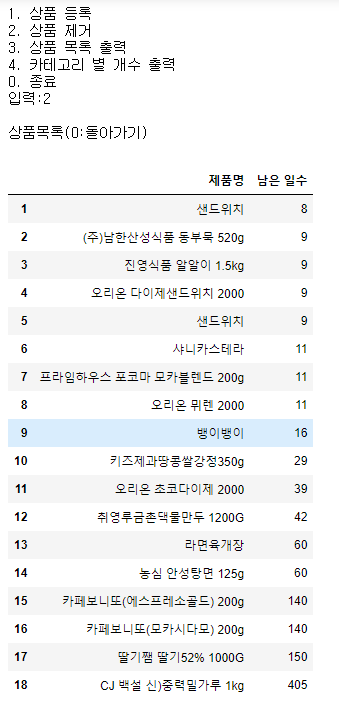 1. 상품 등록
2. 상품 제거
3. 상품 목록 출력
4. 카테고리 별 개수 출력
0. 종료
입력:2
상품목록(0:돌아가기)
제품명 남은 일수
1 샌드위치 8
2 (주)남한산성식품 동부묵 520g 9
3 진영식품 알알이 1.5kg 9
4 오리온 다이제샌드위치 2000 9
5 샌드위치 9
6 샤니카스테라 11
7 프라임하우스 포코마 모카블렌드 200g 11
8 오리온 뮈렌 2000 11
9 뱅이뱅이 16
10 키즈제과땅콩쌀강정350g 29
11 오리온 초코다이제 2000 39
12 취영루금촌댁물만두 1200G 42
13 라면육개장 60
14 농심 안성탕면 125g 60
15 카페보니또(에스프레소골드) 200g 140
16 카페보니또(모카시다모) 200g 140
17 딸기쨈 딸기52% 1000G 150
18 CJ 백설 신)중력밀가루 1kg 405